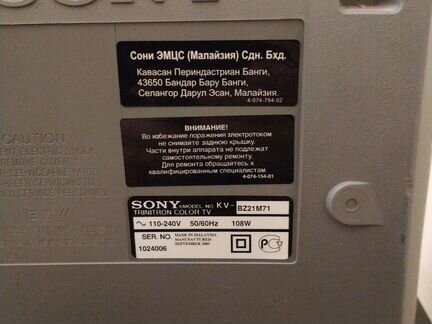 SONY
Сони ЭМЦС (Малайзия) Сдн. Бхд.
Кавасан Периндастриан Банги,
43650 Бандар Бару Банги,
Селангор Дарул Эсан, Малайзия.
4-074-794-02
CAUTION
ВНИМАНИЕ!
Во избежание поражения электротоком
не снимайте заднюю крышку.
Части внутри аппарата не подлежат
самостоятельному ремонту.
Для ремонта обращайтесь к
квалифицированным специалистам.
4-074-154-01
SONY MODEL NO. KV- BZ21M71
TRINITRON COLOR TV
110-240V 50/60Hz 108W
SER. NO. MADE IN MALAYSIA
MANUFACTURED:
1024006 SEPTEMBER 2005